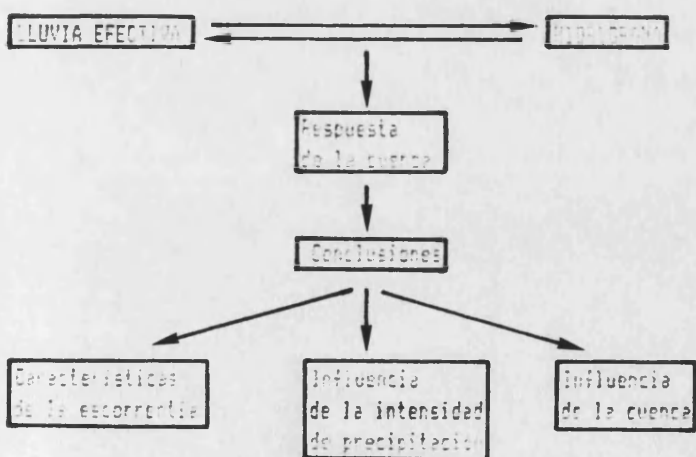 LLUVIA EFECTIVA
HIDROGRAMA
Respuesta
de la cuenca
Conclusiones
Características
de la escorrentía
Influencia
de la intensidad
de precipitación
Influencia
de la cuenca